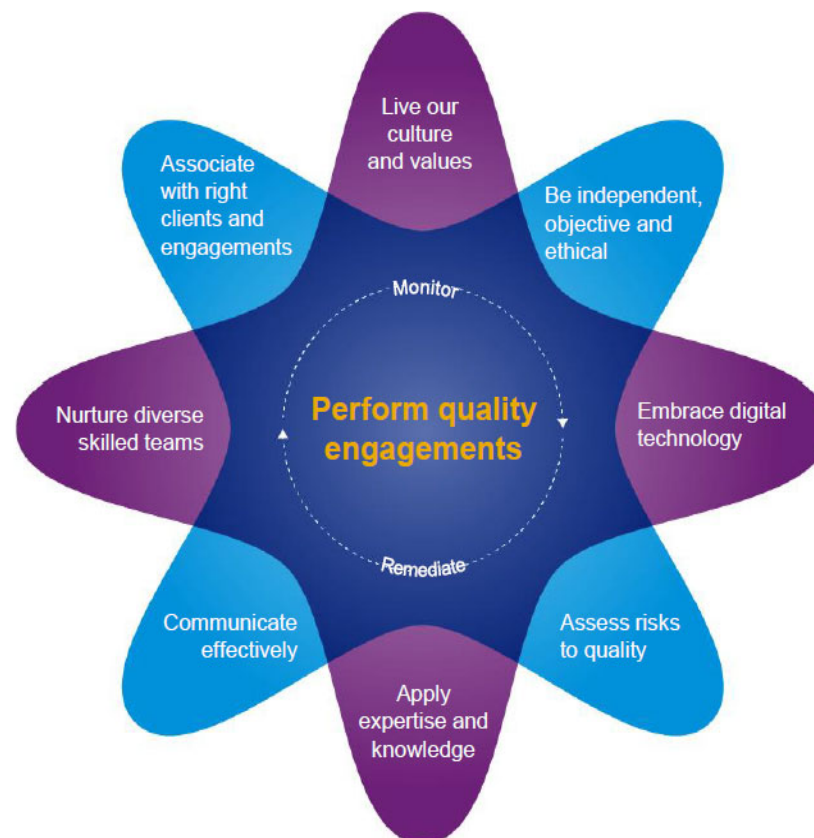 Live our
culture
and values
Be independent,
objective and
ethical
Embrace digital
technology
Assess risks
to quality
Apply
expertise and
knowledge
Communicate
effectively
Nurture diverse
skilled teams
Associate
with right
clients and
engagements
Monitor
Perform quality
engagements
Remediate